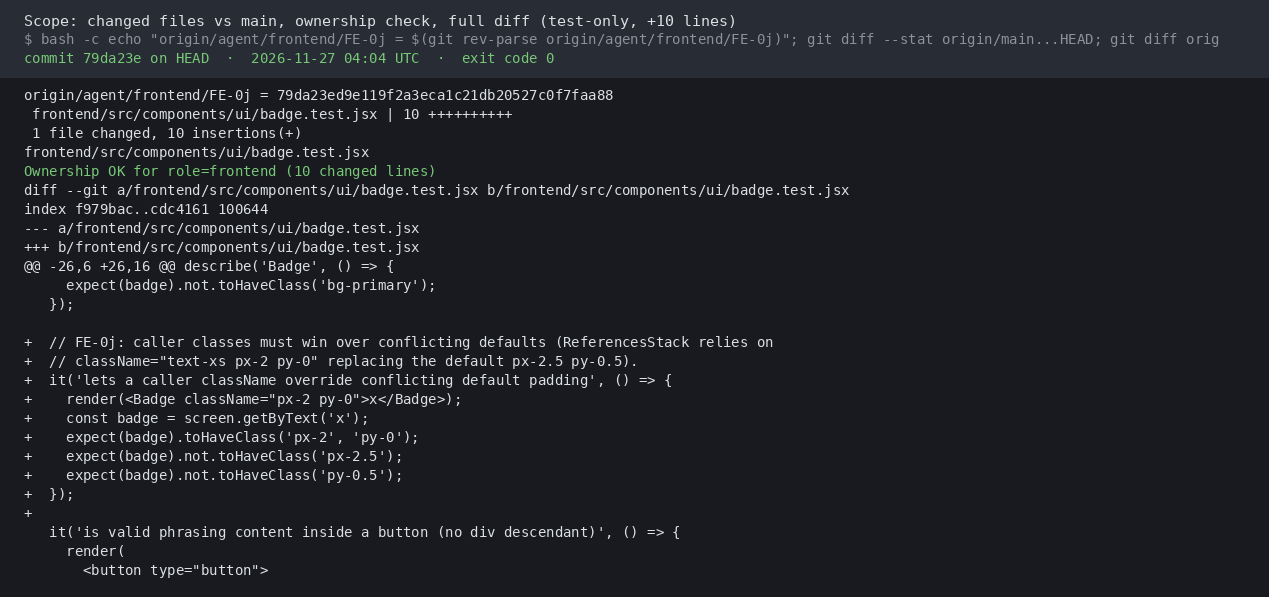 Scope: changed files vs main, ownership check, full diff (test-only, +10 lines)
$ bash -c echo "origin/agent/frontend/FE-0j = $(git rev-parse origin/agent/frontend/FE-0j)"; git diff --stat origin/main...HEAD; git diff orig
commit 79da23e on HEAD  ·  2026-11-27 04:04 UTC  ·  exit code 0
origin/agent/frontend/FE-0j = 79da23ed9e119f2a3eca1c21db20527c0f7faa88
 frontend/src/components/ui/badge.test.jsx | 10 ++++++++++
 1 file changed, 10 insertions(+)
frontend/src/components/ui/badge.test.jsx
Ownership OK for role=frontend (10 changed lines)
diff --git a/frontend/src/components/ui/badge.test.jsx b/frontend/src/components/ui/badge.test.jsx
index f979bac..cdc4161 100644
--- a/frontend/src/components/ui/badge.test.jsx
+++ b/frontend/src/components/ui/badge.test.jsx
@@ -26,6 +26,16 @@ describe('Badge', () => {
     expect(badge).not.toHaveClass('bg-primary');
   });

+  // FE-0j: caller classes must win over conflicting defaults (ReferencesStack relies on
+  // className="text-xs px-2 py-0" replacing the default px-2.5 py-0.5).
+  it('lets a caller className override conflicting default padding', () => {
+    render(<Badge className="px-2 py-0">x</Badge>);
+    const badge = screen.getByText('x');
+    expect(badge).toHaveClass('px-2', 'py-0');
+    expect(badge).not.toHaveClass('px-2.5');
+    expect(badge).not.toHaveClass('py-0.5');
+  });
+
   it('is valid phrasing content inside a button (no div descendant)', () => {
     render(
       <button type="button">